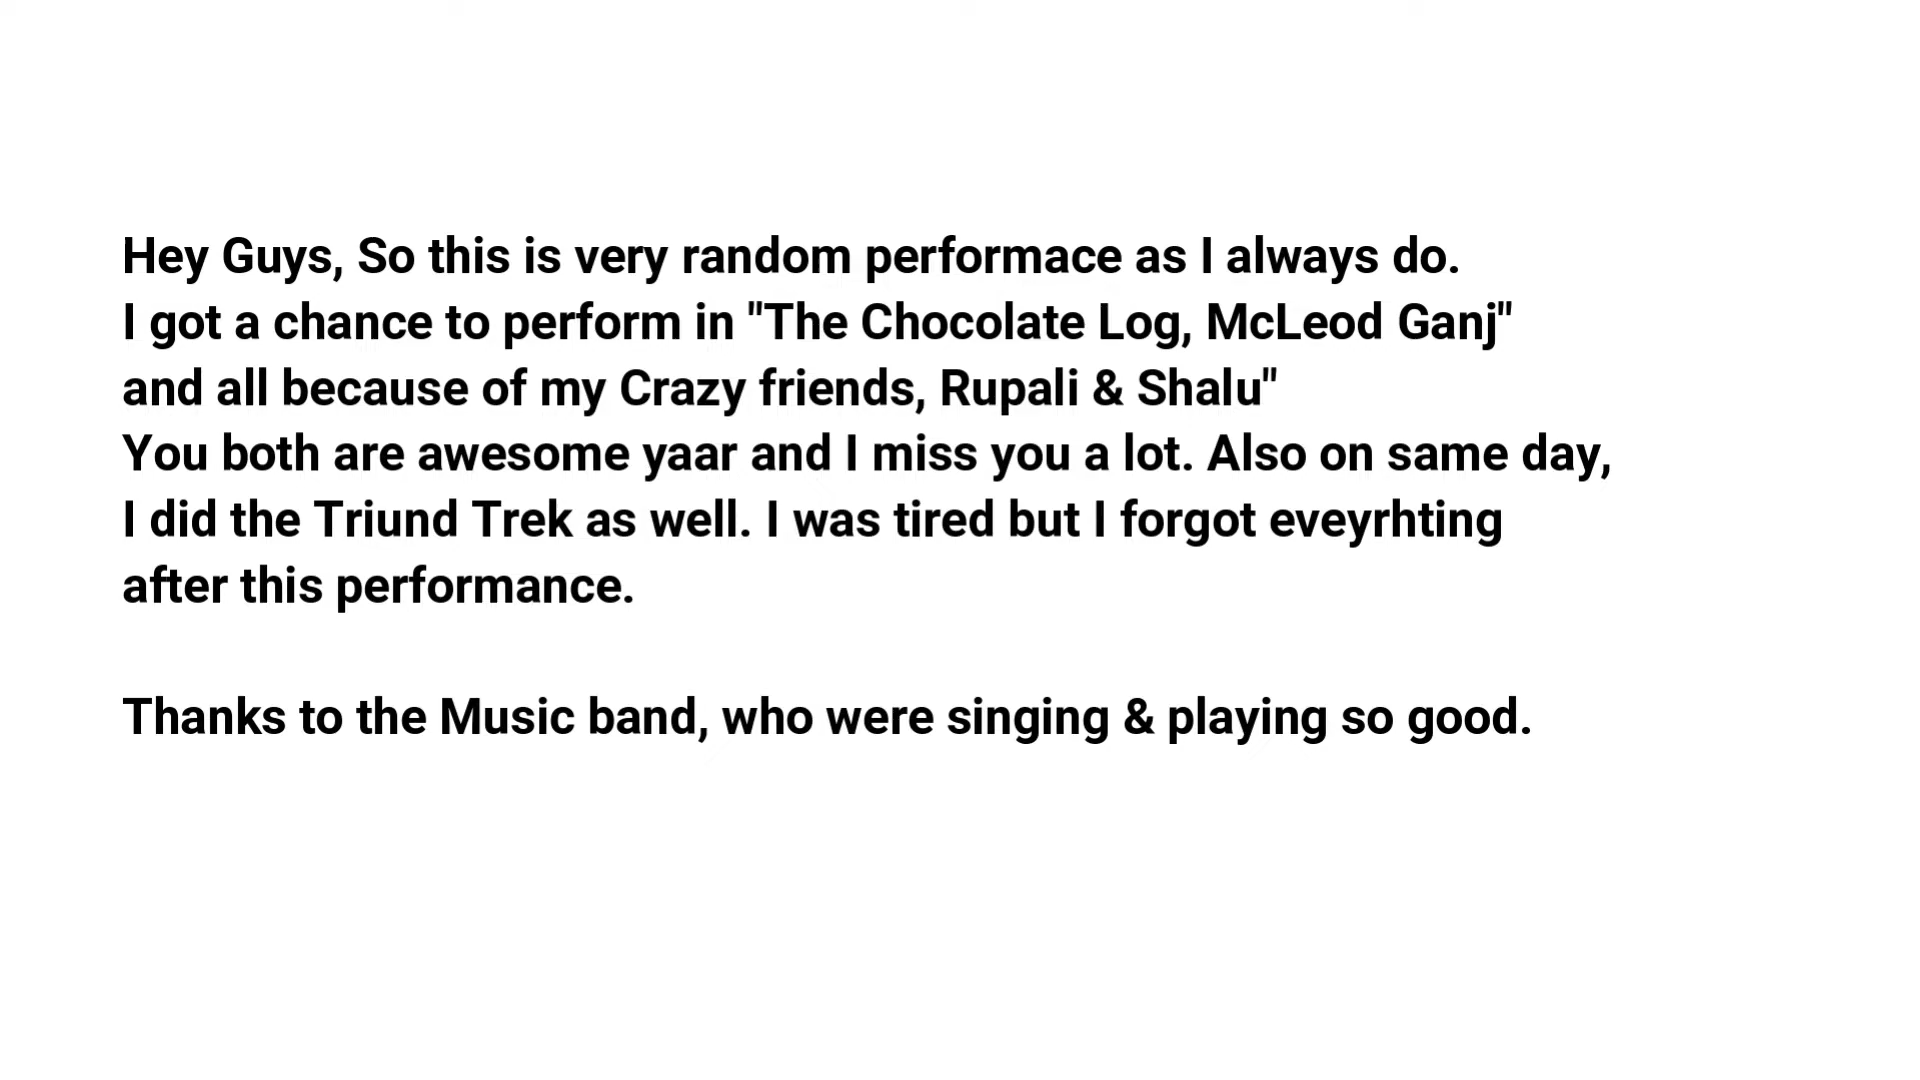 Hey Guys, So this is very random performace as I always do.
I got a chance to perform in "The Chocolate Log, McLeod Ganj"
and all because of my Crazy friends, Rupali & Shalu"
You both are awesome yaar and I miss you a lot. Also on same day,
I did the Triund Trek as well. I was tired but I forgot eveyrhting
after this performance.
Thanks to the Music band, who were singing & playing so good.